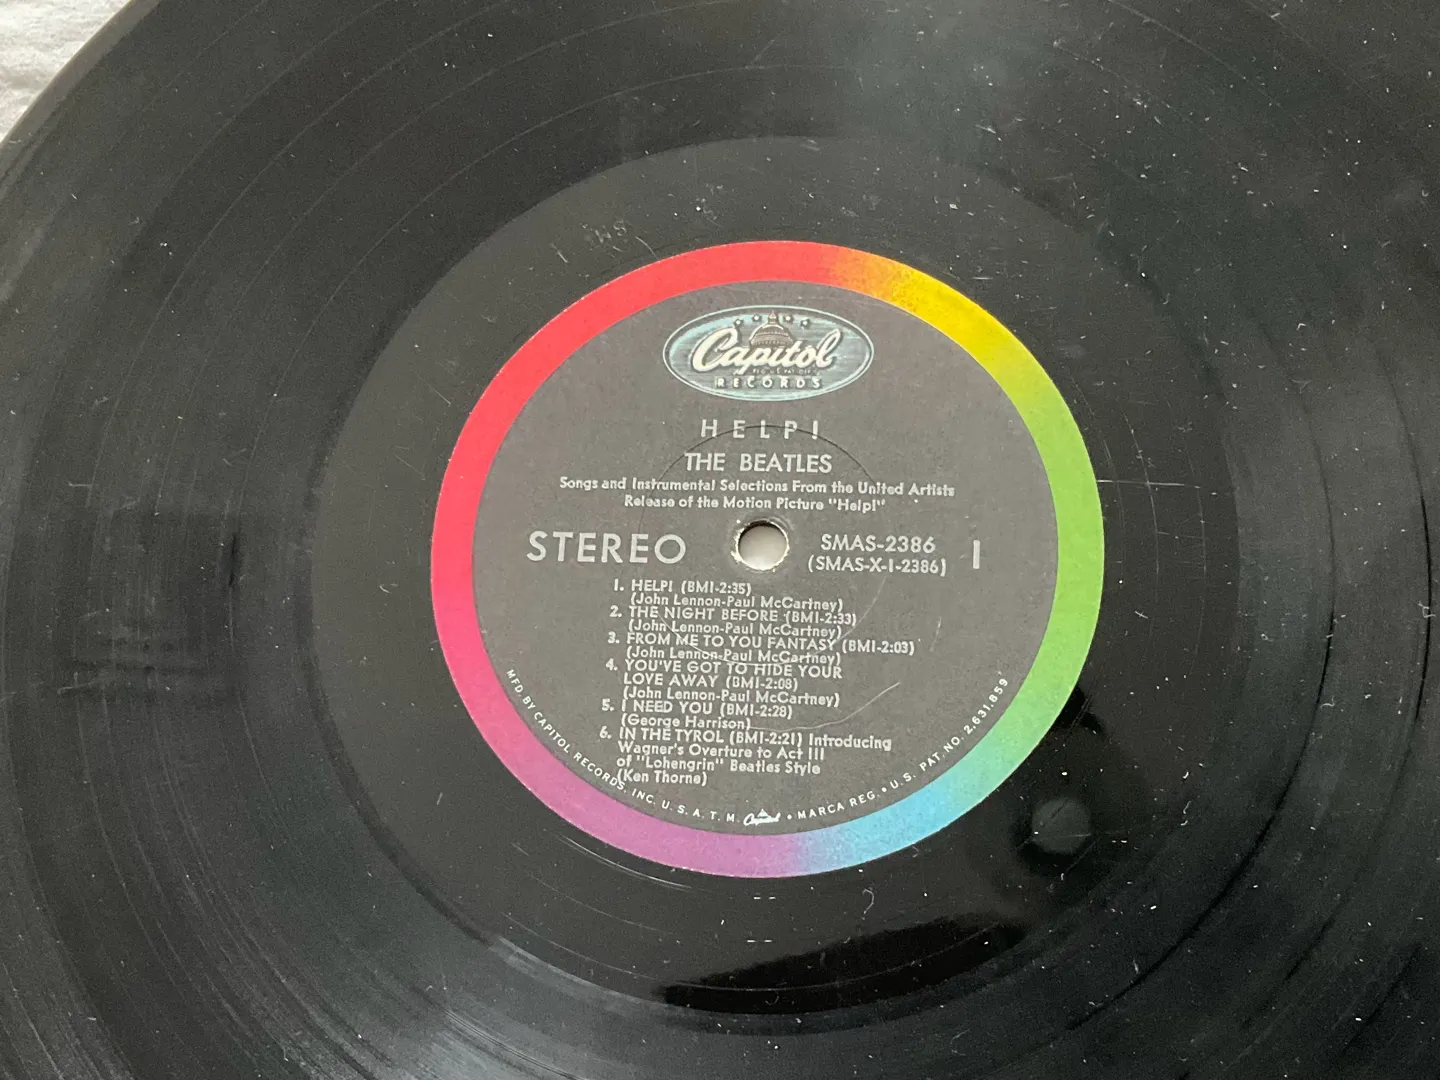 Capitol
RECORDS
HELP!
THE BEATLES
Songs and Instrumental Selections From the United Artists
Release of the Motion Picture "Help!"
STEREO
SMAS-2386
(SMAS-X-1-2386)
1
1. HELP! (BMI-2:35)
(John Lennon-Paul McCartney)
2. THE NIGHT BEFORE (BMI-2:33)
(John Lennon-Paul McCartney)
3. FROM ME TO YOU FANTASY (BMI-2:03)
(John Lennon-Paul McCartney)
4. YOU'VE GOT TO HIDE YOUR
LOVE AWAY (BMI-2:08)
(John Lennon-Paul McCartney)
5. I NEED YOU (BMI-2:28)
(George Harrison)
6. IN THE TYROL (BMI-2:21) Introducing
Wagner's Overture to Act III
of "Lohengrin" Beatles Style
(Ken Thorne)
MFD. BY CAPITOL RECORDS, INC. U. S. A. T. M. Capitol • MARCA REG. • U.S. PAT. NO. 2,631,859